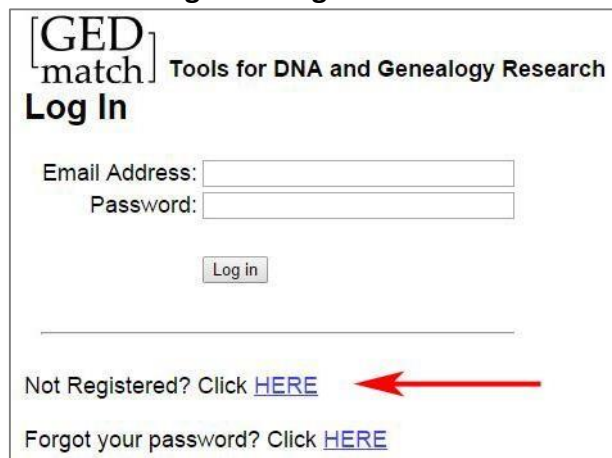 [GED
match] Tools for DNA and Genealogy Research
Log In
Email Address:
Password:
Log in
Not Registered? Click HERE
Forgot your password? Click HERE